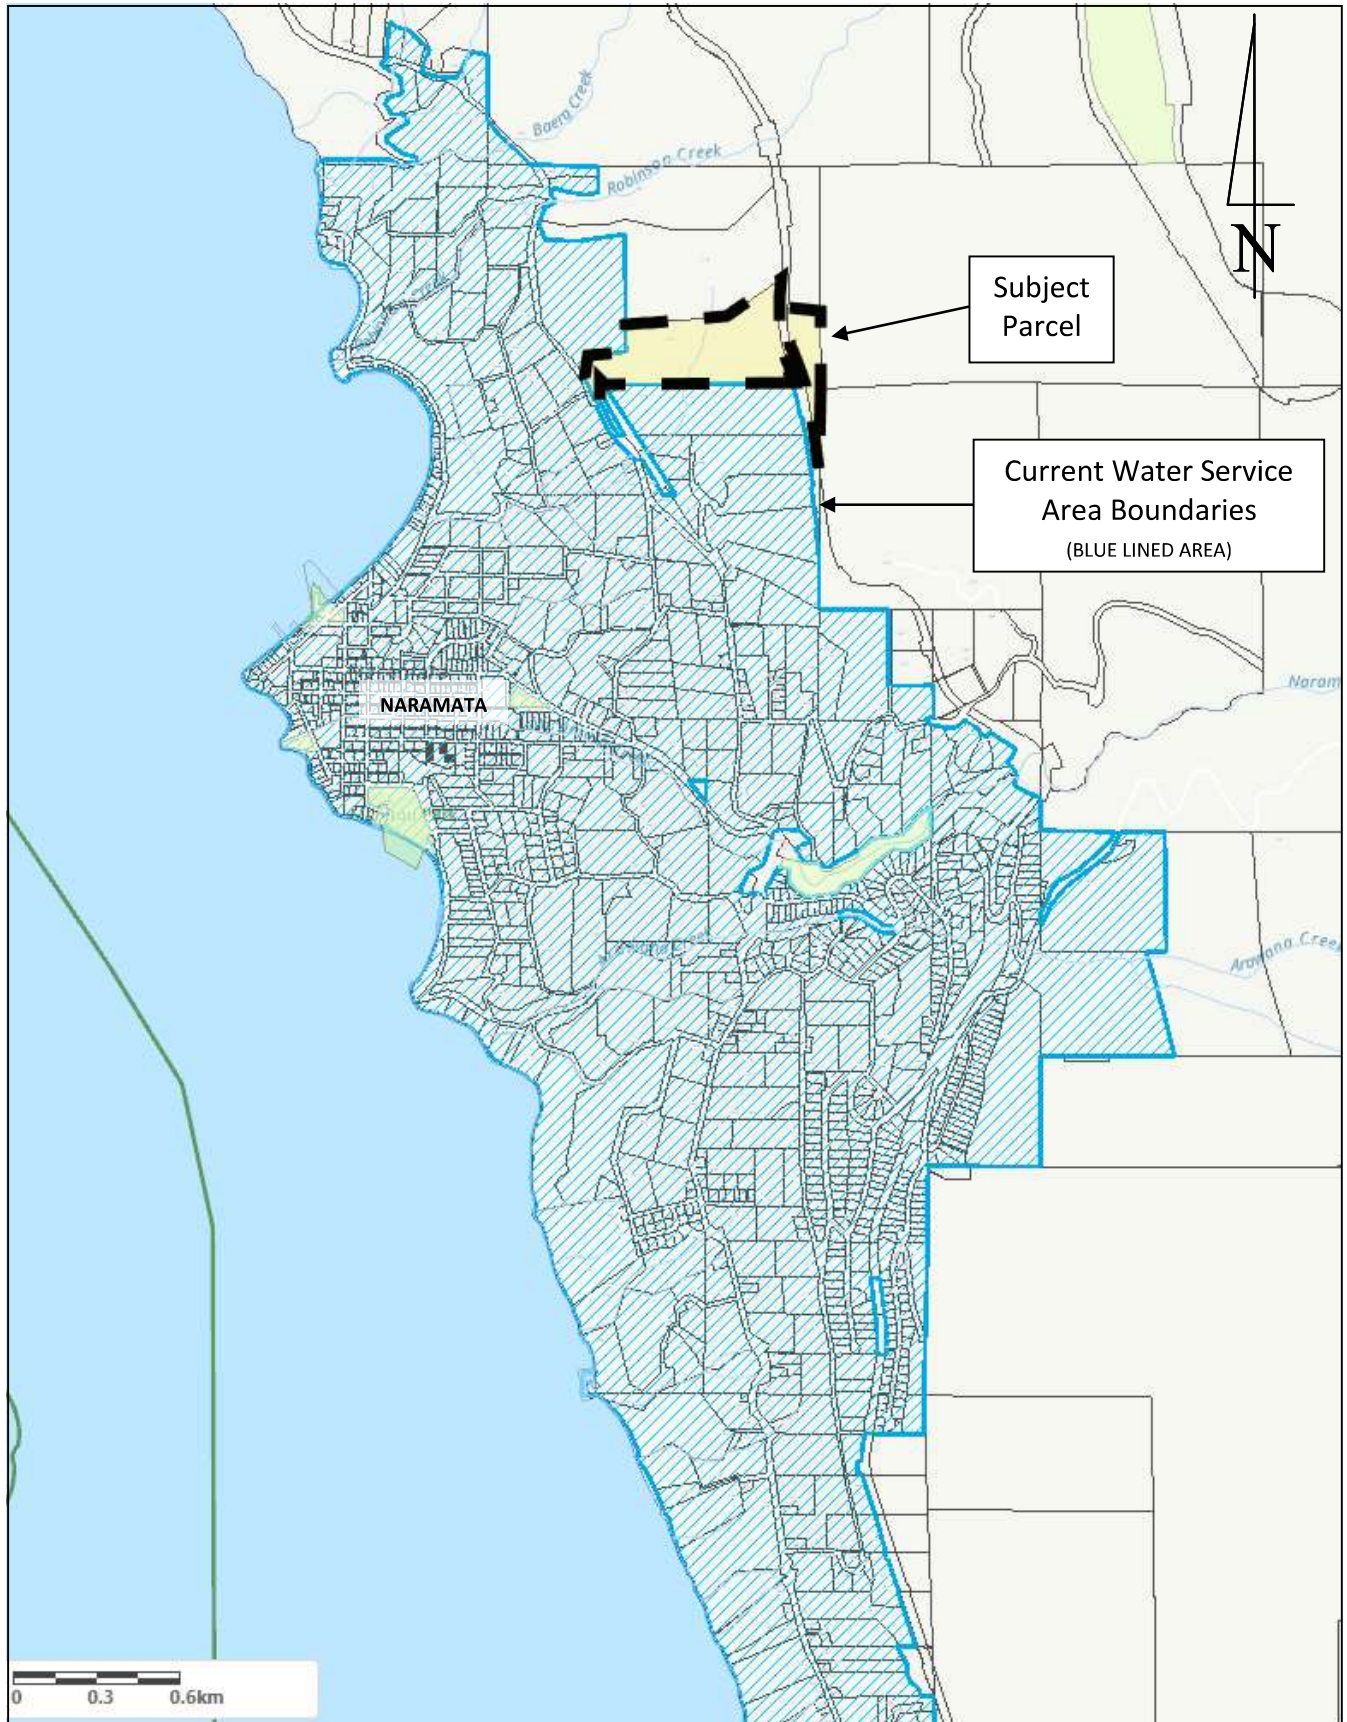 Baero Creek
Robinson Creek
N
Subject
Parcel
Current Water Service
Area Boundaries
(BLUE LINED AREA)
Naram
NARAMATA
Arawana Creek
0 0.3 0.6km